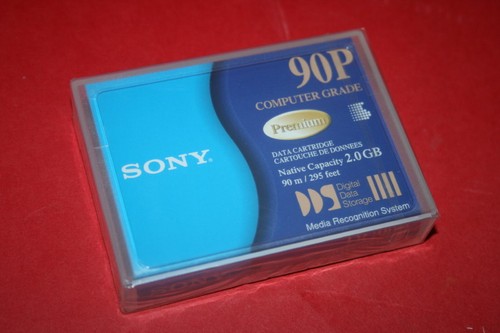 SONY®
90P
COMPUTER GRADE
Premium
DATA CARTRIDGE
CARTOUCHE DE DONNEES
Native Capacity 2.0 GB
90 m / 295 feet
DDS Digital
Data
Storage
Media Recognition System